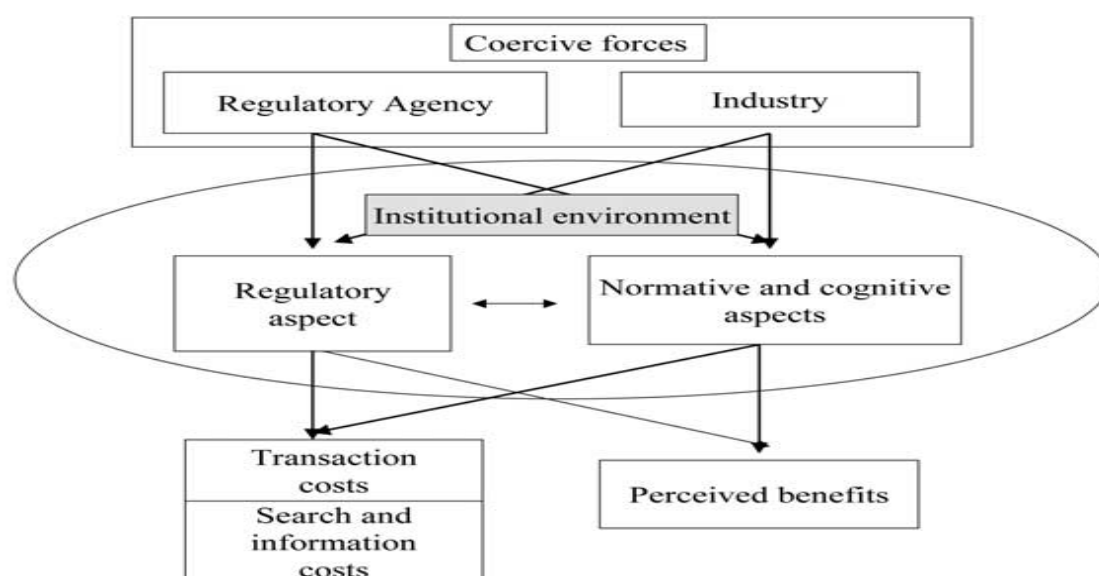 Coercive forces
Regulatory Agency
Industry
Institutional environment
Regulatory
aspect
Normative and cognitive
aspects
Transaction
costs
Search and
information
costs
Perceived benefits